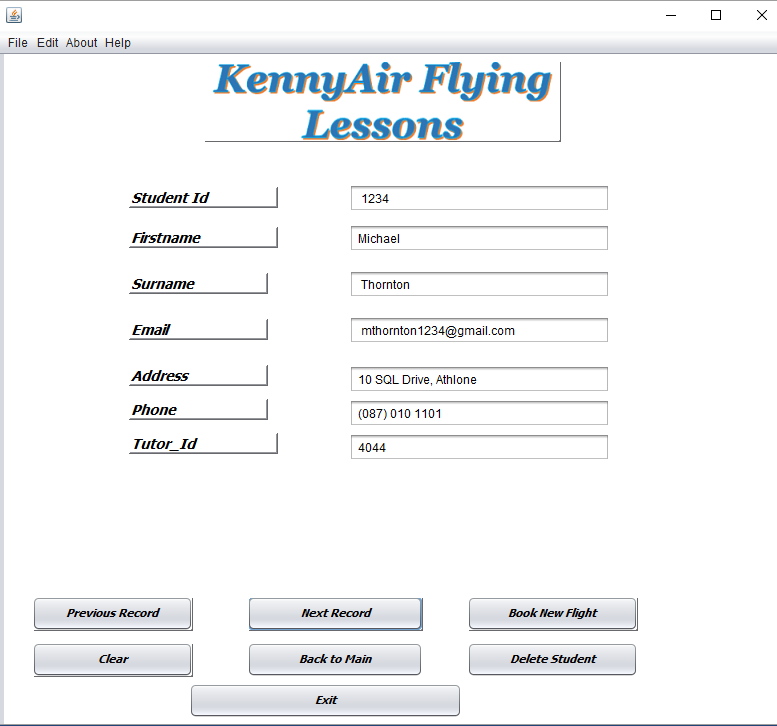 File Edit About Help
KennyAir Flying
Lessons
Student Id 1234
Firstname Michael
Surname Thornton
Email mthornton1234@gmail.com
Address 10 SQL Drive, Athlone
Phone (087) 010 1101
Tutor_Id 4044
Previous Record Next Record Book New Flight
Clear Back to Main Delete Student
Exit